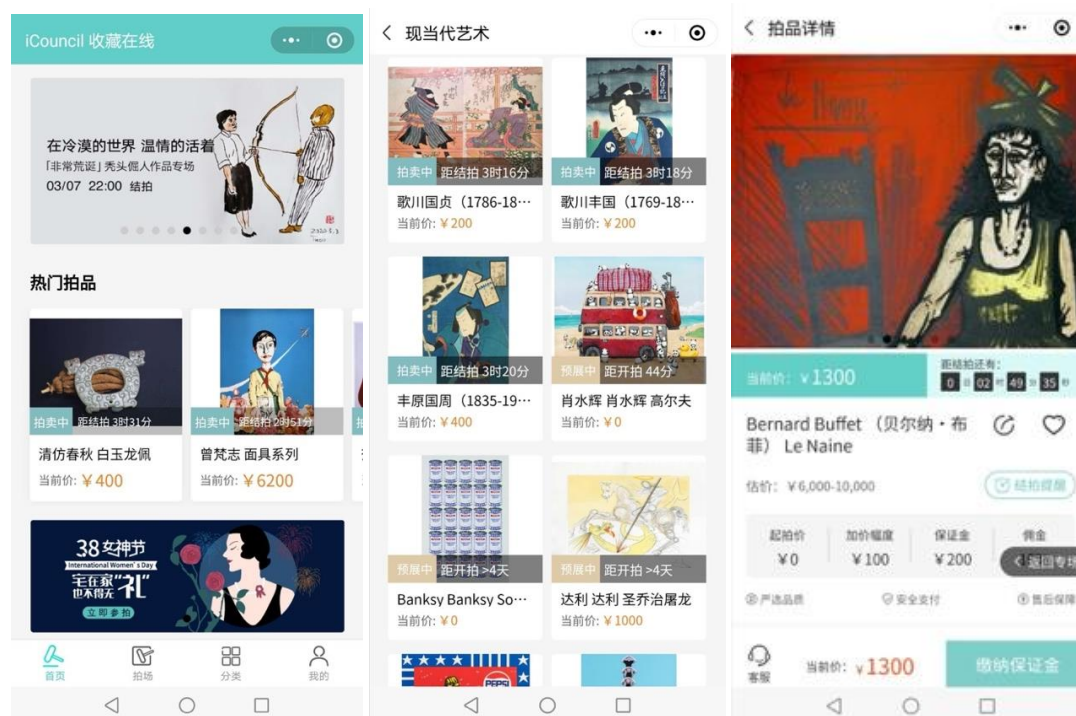 iCouncil 收藏在线
在冷漠的世界 温情的活着
「非常荒诞」秃头倔人作品专场
03/07 22:00 结拍
热门拍品
拍卖中 距结拍 3时31分
清仿春秋 白玉龙佩
当前价: ￥400
拍卖中 距结拍 2时51分
曾梵志 面具系列
当前价: ￥6200
38女神节
International Women's Day
宅在家“礼”
也不得无
立即参拍
首页
拍场
分类
我的
现当代艺术
拍卖中 距结拍 3时16分
歌川国贞（1786-18···
当前价: ￥200
拍卖中 距结拍 3时18分
歌川丰国（1769-18···
当前价: ￥200
拍卖中 距结拍 3时20分
丰原国周（1835-19···
当前价: ￥400
预展中 距开拍 44分
肖水辉 肖水辉 高尔夫
当前价: ￥0
预展中 距开拍 >4天
Banksy Banksy So···
当前价: ￥0
预展中 距开拍 >4天
达利 达利 圣乔治屠龙
当前价: ￥1000
PEPSI
拍品详情
当前价: ￥1300
距结拍还有:
0 日 02 时 49 分 35 秒
Bernard Buffet （贝尔纳・布
菲） Le Naine
估价: ￥6,000-10,000
结拍提醒
起拍价 加价幅度 保证金 佣金
￥0 ￥100 ￥200
返回专场
严选品质 安全支付 售后保障
客服
当前价: ￥1300
缴纳保证金